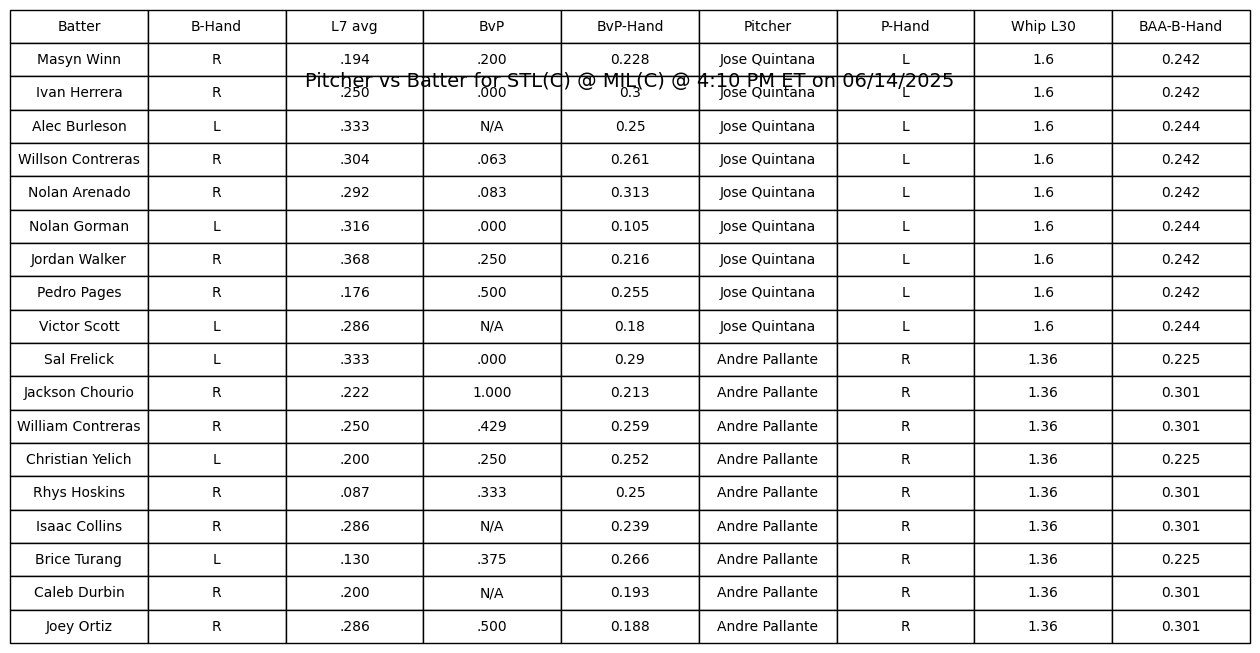 Batter B-Hand L7 avg BvP BvP-Hand Pitcher P-Hand Whip L30 BAA-B-Hand
Masyn Winn R .194 .200 0.228 Jose Quintana L 1.6 0.242
Pitcher vs Batter for STL(C) @ MIL(C) @ 4:10 PM ET on 06/14/2025
Ivan Herrera R .250 .000 0.3 Jose Quintana L 1.6 0.242
Alec Burleson L .333 N/A 0.25 Jose Quintana L 1.6 0.244
Willson Contreras R .304 .063 0.261 Jose Quintana L 1.6 0.242
Nolan Arenado R .292 .083 0.313 Jose Quintana L 1.6 0.242
Nolan Gorman L .316 .000 0.105 Jose Quintana L 1.6 0.244
Jordan Walker R .368 .250 0.216 Jose Quintana L 1.6 0.242
Pedro Pages R .176 .500 0.255 Jose Quintana L 1.6 0.242
Victor Scott L .286 N/A 0.18 Jose Quintana L 1.6 0.244
Sal Frelick L .333 .000 0.29 Andre Pallante R 1.36 0.225
Jackson Chourio R .222 1.000 0.213 Andre Pallante R 1.36 0.301
William Contreras R .250 .429 0.259 Andre Pallante R 1.36 0.301
Christian Yelich L .200 .250 0.252 Andre Pallante R 1.36 0.225
Rhys Hoskins R .087 .333 0.25 Andre Pallante R 1.36 0.301
Isaac Collins R .286 N/A 0.239 Andre Pallante R 1.36 0.301
Brice Turang L .130 .375 0.266 Andre Pallante R 1.36 0.225
Caleb Durbin R .200 N/A 0.193 Andre Pallante R 1.36 0.301
Joey Ortiz R .286 .500 0.188 Andre Pallante R 1.36 0.301